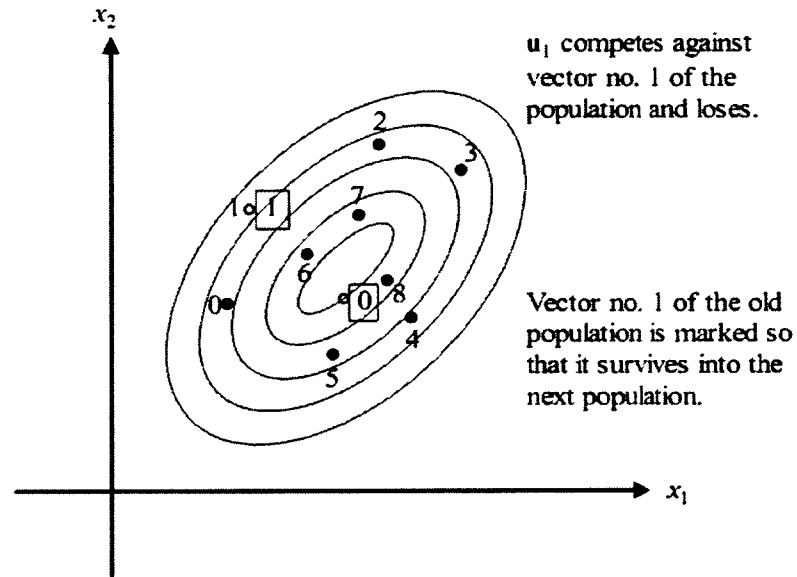 x₂
u₁ competes against
vector no. 1 of the
population and loses.
2
3
1 1
7
6
0
0
8
4
5
Vector no. 1 of the old
population is marked so
that it survives into the
next population.
x₁